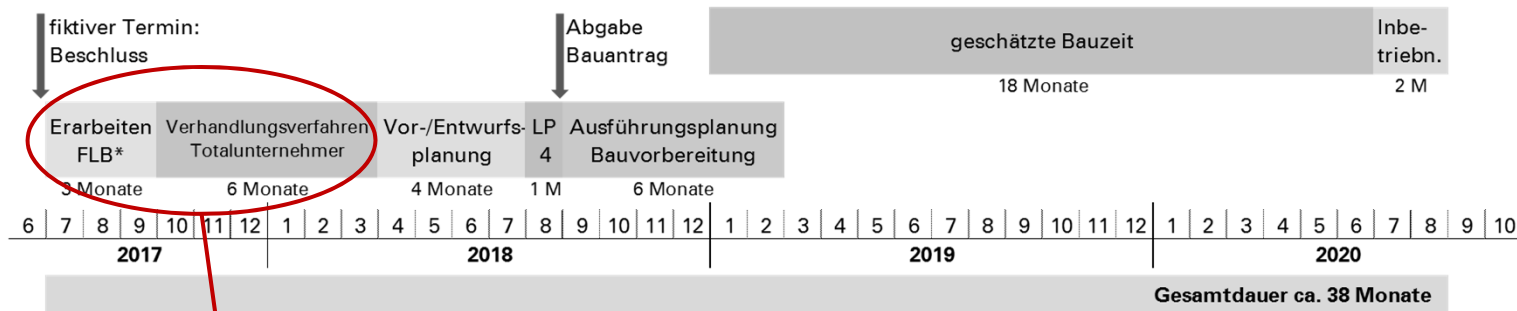 fiktiver Termin:
Beschluss
Abgabe
Bauantrag
geschätzte Bauzeit
Inbe-
triebn.
18 Monate
2 M
Erarbeiten
FLB*
Verhandlungsverfahren
Totalunternehmer
Vor-/Entwurfs-
planung
LP
4
Ausführungsplanung
Bauvorbereitung
3 Monate
6 Monate
4 Monate
1 M
6 Monate
6 7 8 9 10 11 12 1 2 3 4 5 6 7 8 9 10 11 12 1 2 3 4 5 6 7 8 9 10 11 12 1 2 3 4 5 6 7 8 9 10
2017 2018 2019 2020
Gesamtdauer ca. 38 Monate